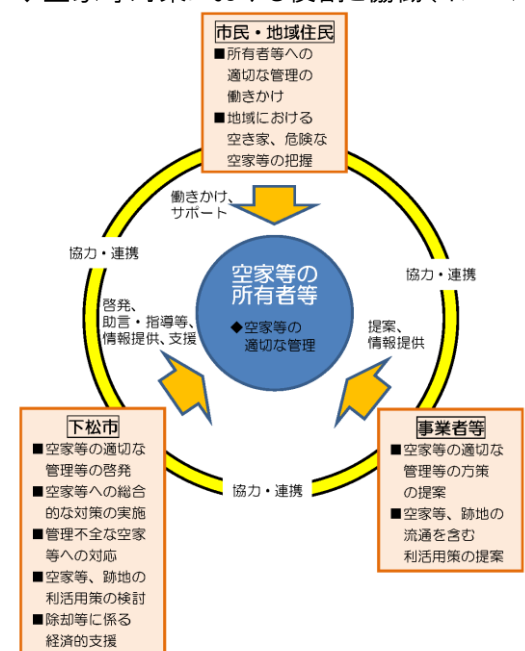 市民・地域住民
■所有者等への
適切な管理の
働きかけ
■地域における
空き家、危険な
空家等の把握
働きかけ、
サポート
協力・連携
協力・連携
空家等の
所有者等
◆空家等の
適切な管理
啓発、
助言・指導等、
情報提供、支援
提案、
情報提供
下松市
■空家等の適切な
管理等の啓発
■空家等への総合
的な対策の実施
■管理不全な空家
等への対応
■空家等、跡地の
利活用策の検討
■除却等に係る
経済的支援
協力・連携
事業者等
■空家等の適切な
管理等の方策
の提案
■空家等、跡地の
流通を含む
利活用策の提案